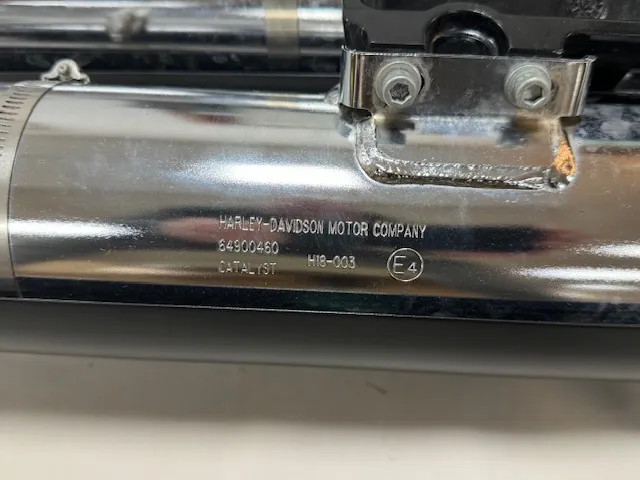 HARLEY-DAVIDSON MOTOR COMPANY
64900460
CATALYST H18-003 E4